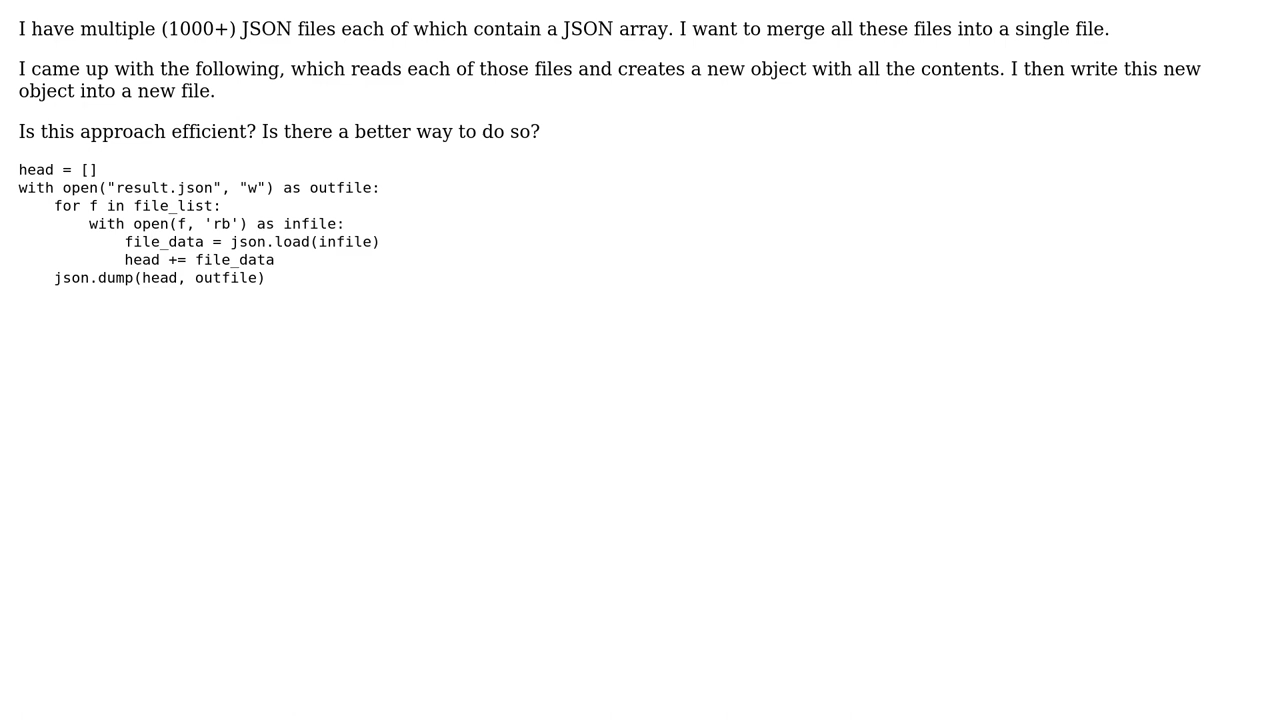 I have multiple (1000+) JSON files each of which contain a JSON array. I want to merge all these files into a single file.
I came up with the following, which reads each of those files and creates a new object with all the contents. I then write this new
object into a new file.
Is this approach efficient? Is there a better way to do so?
head = []
with open("result.json", "w") as outfile:
    for f in file_list:
        with open(f, 'rb') as infile:
            file_data = json.load(infile)
            head += file_data
    json.dump(head, outfile)